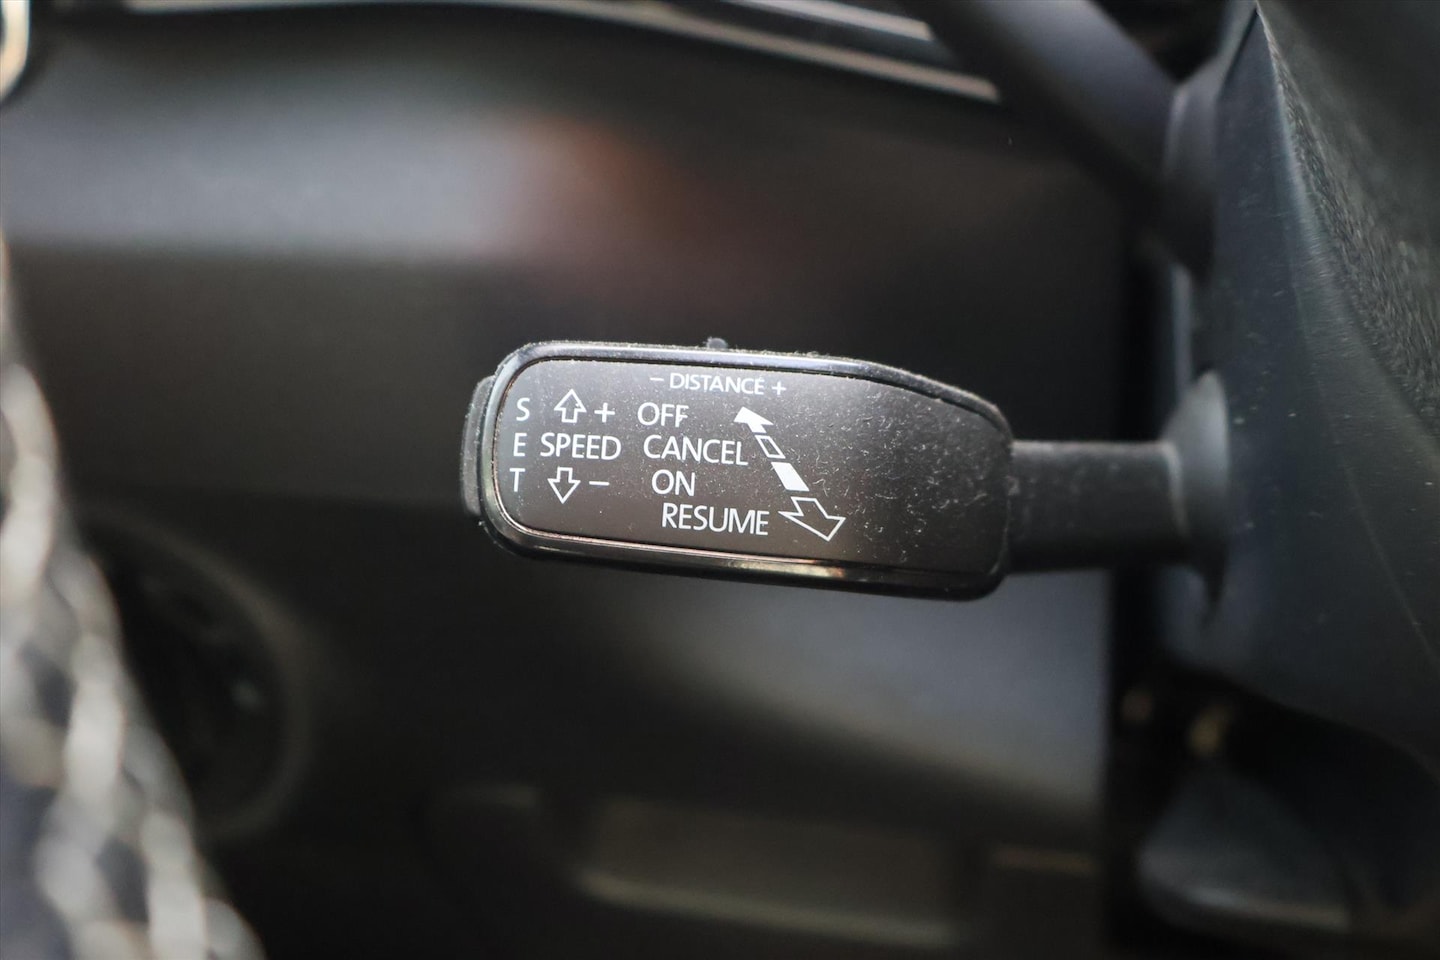 − DISTANCE +
S + OFF
E SPEED CANCEL
T − ON
RESUME